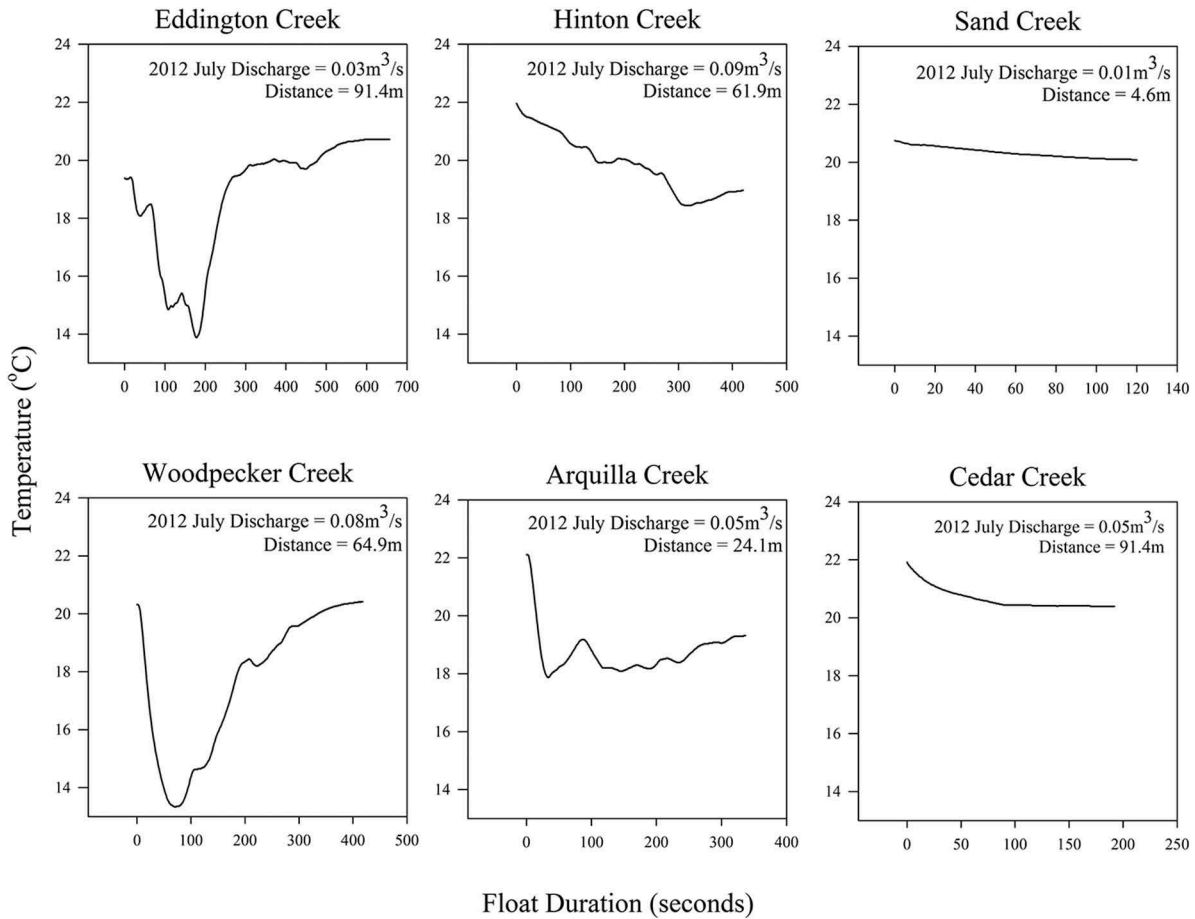 Eddington Creek
2012 July Discharge = 0.03m³/s
Distance = 91.4m
24
22
20
18
16
14
0 100 200 300 400 500 600 700
Hinton Creek
2012 July Discharge = 0.09m³/s
Distance = 61.9m
24
22
20
18
16
14
0 100 200 300 400 500
Sand Creek
2012 July Discharge = 0.01m³/s
Distance = 4.6m
24
22
20
18
16
14
0 20 40 60 80 100 120 140
Temperature (°C)
Woodpecker Creek
2012 July Discharge = 0.08m³/s
Distance = 64.9m
24
22
20
18
16
14
0 100 200 300 400 500
Arquilla Creek
2012 July Discharge = 0.05m³/s
Distance = 24.1m
24
22
20
18
16
14
0 100 200 300 400
Cedar Creek
2012 July Discharge = 0.05m³/s
Distance = 91.4m
24
22
20
18
16
14
0 50 100 150 200 250
Float Duration (seconds)